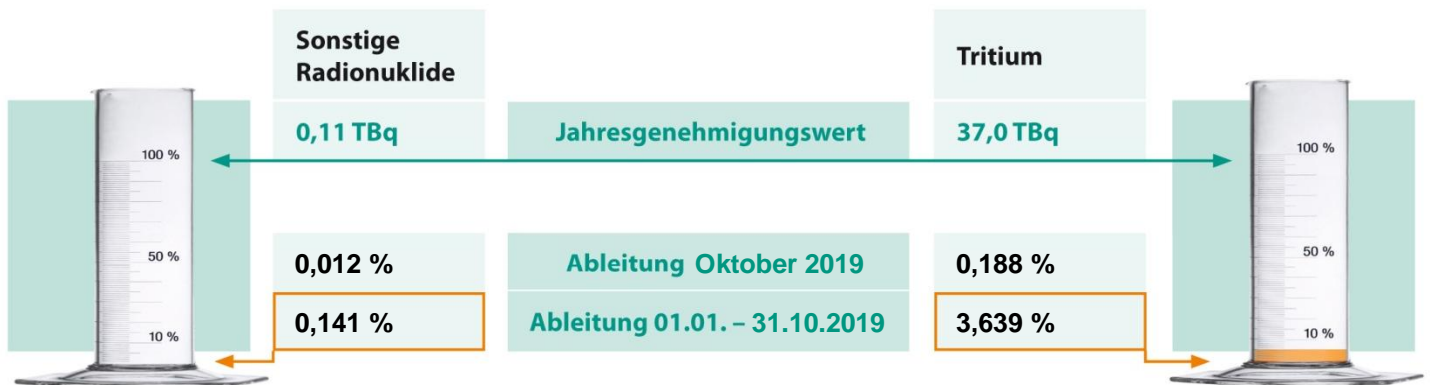 Sonstige
Radionuklide
Tritium
0,11 TBq
Jahresgenehmigungswert
37,0 TBq
100 %
100 %
50 %
50 %
0,012 %
Ableitung Oktober 2019
0,188 %
0,141 %
Ableitung 01.01. – 31.10.2019
3,639 %
10 %
10 %